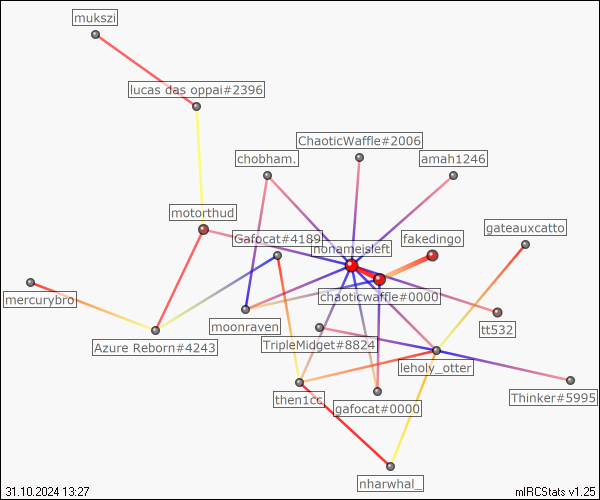 mukszi
lucas das oppai#2396
ChaoticWaffle#2006
chobham.
amah1246
motorthud
gateauxcatto
Gafocat#4189
fakedingo
nonameisleft
mercurybro
chaoticwaffle#0000
moonraven
tt532
Azure Reborn#4243
TripleMidget#8824
leholy_otter
then1cc
gafocat#0000
Thinker#5995
nharwhal_
31.10.2024 13:27
mIRCStats v1.25